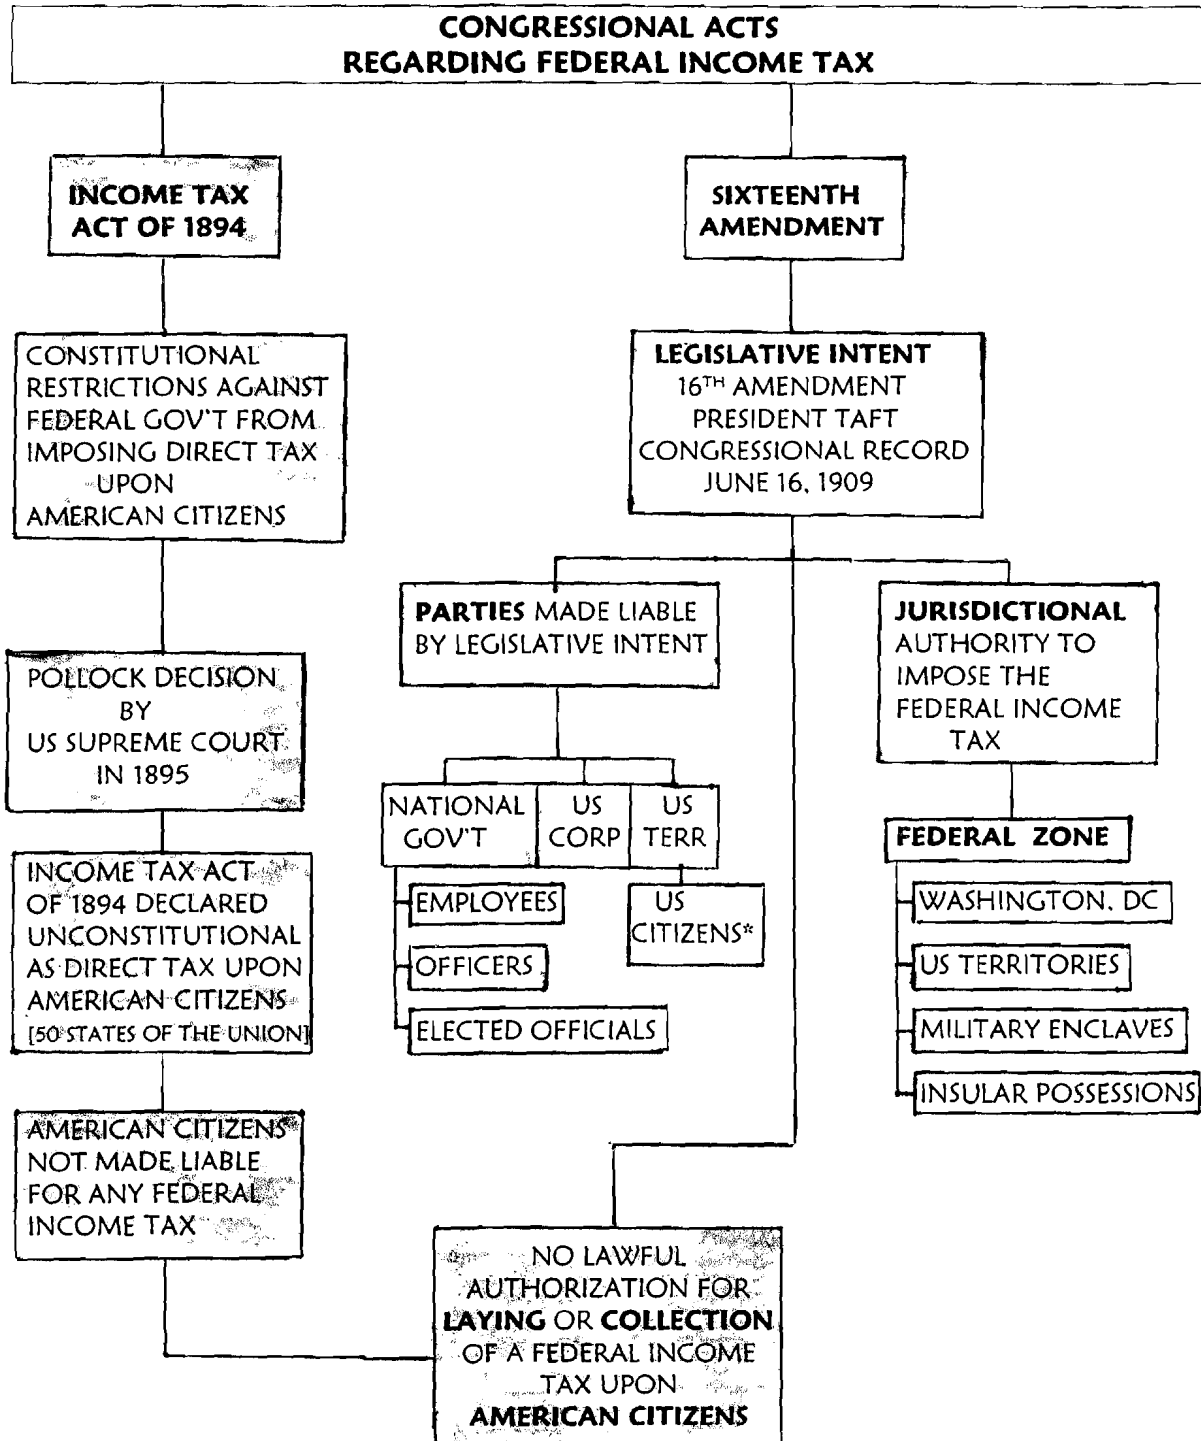 CONGRESSIONAL ACTS
REGARDING FEDERAL INCOME TAX
INCOME TAX
ACT OF 1894
CONSTITUTIONAL
RESTRICTIONS AGAINST
FEDERAL GOV'T FROM
IMPOSING DIRECT TAX
UPON
AMERICAN CITIZENS
POLLOCK DECISION
BY
US SUPREME COURT
IN 1895
INCOME TAX ACT
OF 1894 DECLARED
UNCONSTITUTIONAL
AS DIRECT TAX UPON
AMERICAN CITIZENS
[50 STATES OF THE UNION]
AMERICAN CITIZENS
NOT MADE LIABLE
FOR ANY FEDERAL
INCOME TAX
SIXTEENTH
AMENDMENT
LEGISLATIVE INTENT
16TH AMENDMENT
PRESIDENT TAFT
CONGRESSIONAL RECORD
JUNE 16, 1909
PARTIES MADE LIABLE
BY LEGISLATIVE INTENT
NATIONAL
GOV'T
US
CORP
US
TERR
EMPLOYEES
OFFICERS
ELECTED OFFICIALS
US
CITIZENS*
JURISDICTIONAL
AUTHORITY TO
IMPOSE THE
FEDERAL INCOME
TAX
FEDERAL ZONE
WASHINGTON, DC
US TERRITORIES
MILITARY ENCLAVES
INSULAR POSSESSIONS
NO LAWFUL
AUTHORIZATION FOR
LAYING OR COLLECTION
OF A FEDERAL INCOME
TAX UPON
AMERICAN CITIZENS